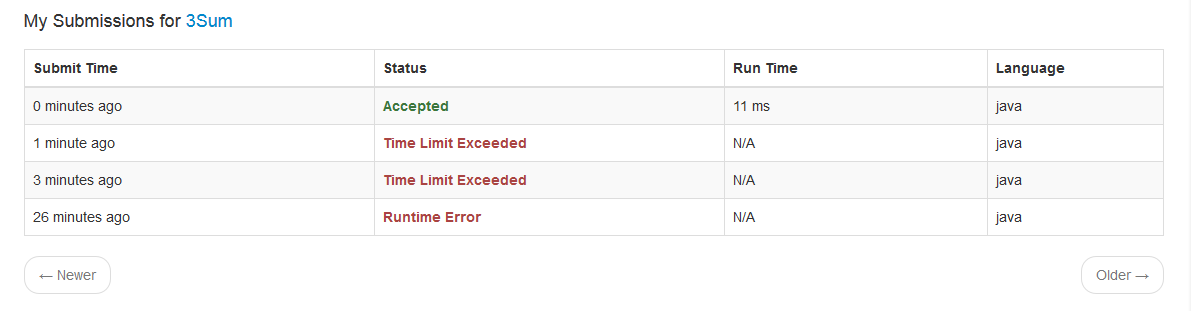 My Submissions for 3Sum
Submit Time Status Run Time Language
0 minutes ago Accepted 11 ms java
1 minute ago Time Limit Exceeded N/A java
3 minutes ago Time Limit Exceeded N/A java
26 minutes ago Runtime Error N/A java
← Newer Older →